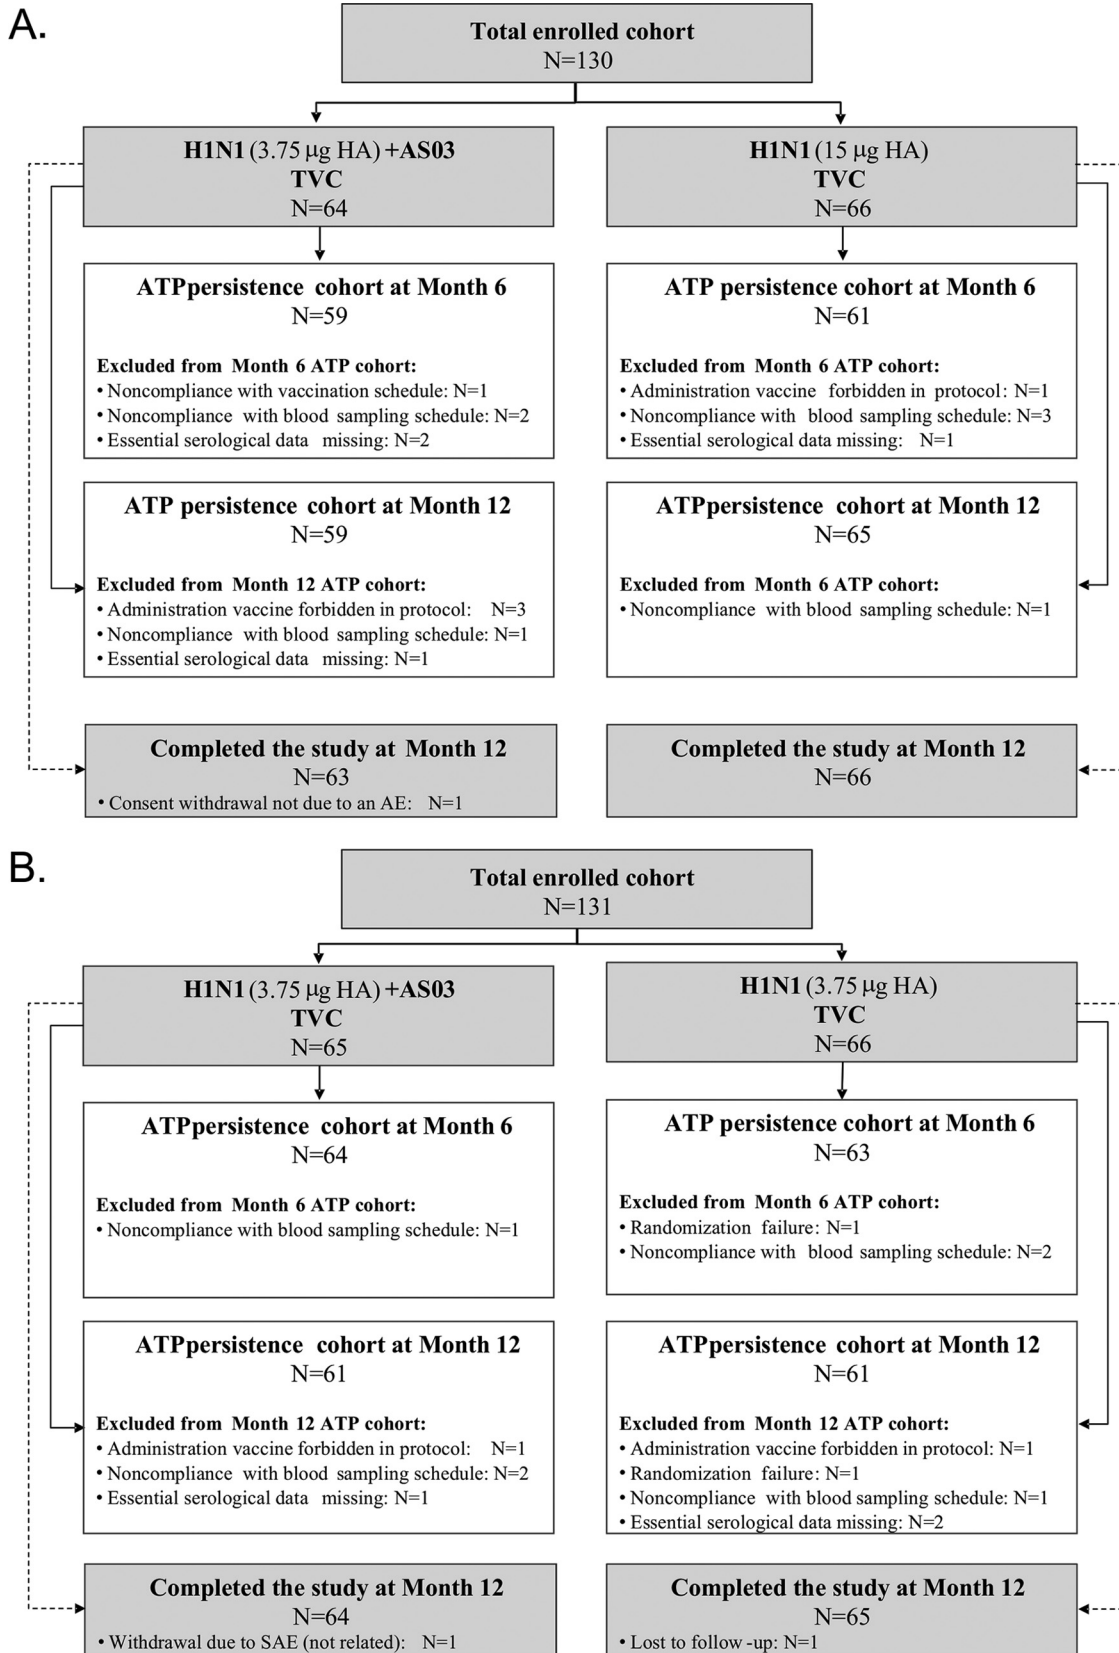 A.
Total enrolled cohort
N=130
H1N1 (3.75 µg HA) +AS03
TVC
N=64
H1N1 (15 µg HA)
TVC
N=66
ATP persistence cohort at Month 6
N=59
Excluded from Month 6 ATP cohort:
• Noncompliance with vaccination schedule: N=1
• Noncompliance with blood sampling schedule: N=2
• Essential serological data missing: N=2
ATP persistence cohort at Month 6
N=61
Excluded from Month 6 ATP cohort:
• Administration vaccine forbidden in protocol: N=1
• Noncompliance with blood sampling schedule: N=3
• Essential serological data missing: N=1
ATP persistence cohort at Month 12
N=59
Excluded from Month 12 ATP cohort:
• Administration vaccine forbidden in protocol: N=3
• Noncompliance with blood sampling schedule: N=1
• Essential serological data missing: N=1
ATP persistence cohort at Month 12
N=65
Excluded from Month 6 ATP cohort:
• Noncompliance with blood sampling schedule: N=1
Completed the study at Month 12
N=63
• Consent withdrawal not due to an AE: N=1
Completed the study at Month 12
N=66
B.
Total enrolled cohort
N=131
H1N1 (3.75 µg HA) +AS03
TVC
N=65
H1N1 (3.75 µg HA)
TVC
N=66
ATP persistence cohort at Month 6
N=64
Excluded from Month 6 ATP cohort:
• Noncompliance with blood sampling schedule: N=1
ATP persistence cohort at Month 6
N=63
Excluded from Month 6 ATP cohort:
• Randomization failure: N=1
• Noncompliance with blood sampling schedule: N=2
ATP persistence cohort at Month 12
N=61
Excluded from Month 12 ATP cohort:
• Administration vaccine forbidden in protocol: N=1
• Noncompliance with blood sampling schedule: N=2
• Essential serological data missing: N=1
ATP persistence cohort at Month 12
N=61
Excluded from Month 12 ATP cohort:
• Administration vaccine forbidden in protocol: N=1
• Randomization failure: N=1
• Noncompliance with blood sampling schedule: N=1
• Essential serological data missing: N=2
Completed the study at Month 12
N=64
• Withdrawal due to SAE (not related): N=1
Completed the study at Month 12
N=65
• Lost to follow-up: N=1